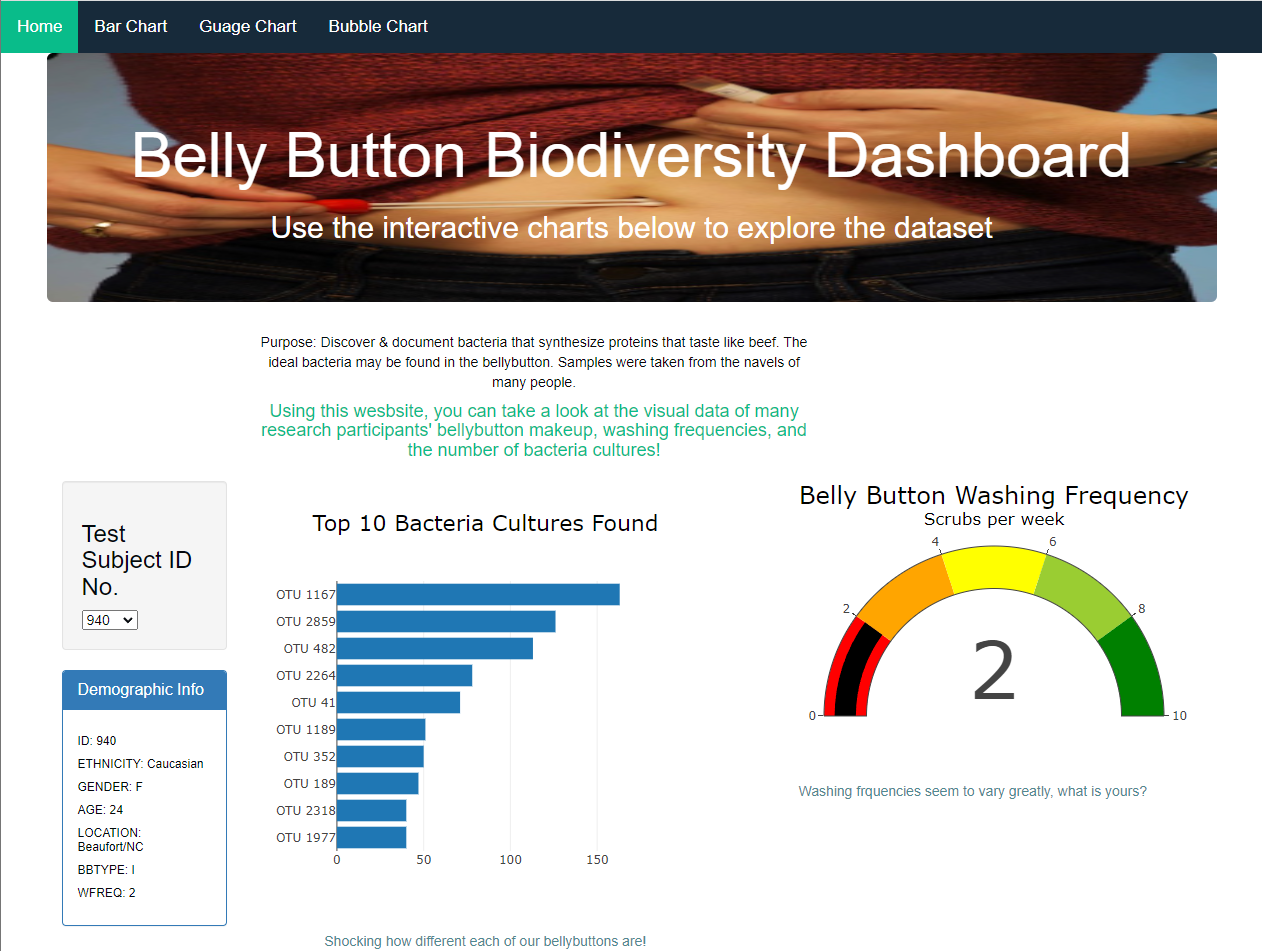 Home Bar Chart Guage Chart Bubble Chart
Belly Button Biodiversity Dashboard
Use the interactive charts below to explore the dataset
Purpose: Discover & document bacteria that synthesize proteins that taste like beef. The
ideal bacteria may be found in the bellybutton. Samples were taken from the navels of
many people.
Using this wesbsite, you can take a look at the visual data of many
research participants' bellybutton makeup, washing frequencies, and
the number of bacteria cultures!
Test
Subject ID
No.
940
Demographic Info
ID: 940
ETHNICITY: Caucasian
GENDER: F
AGE: 24
LOCATION:
Beaufort/NC
BBTYPE: I
WFREQ: 2
Top 10 Bacteria Cultures Found
OTU 1167
OTU 2859
OTU 482
OTU 2264
OTU 41
OTU 1189
OTU 352
OTU 189
OTU 2318
OTU 1977
0 50 100 150
Shocking how different each of our bellybuttons are!
Belly Button Washing Frequency
Scrubs per week
4 6
2 8
2
0 10
Washing frquencies seem to vary greatly, what is yours?